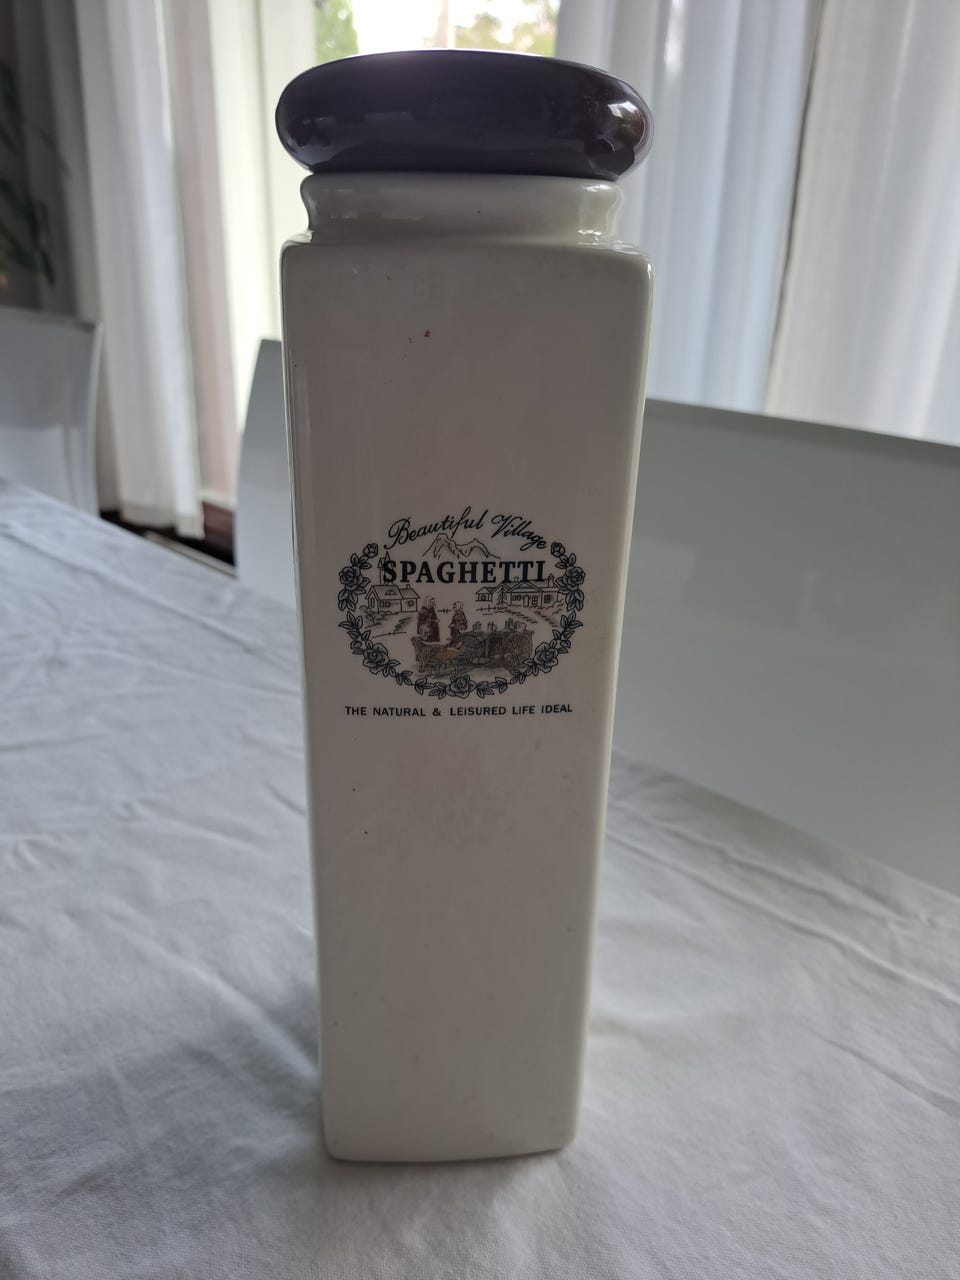 Beautiful Village
SPAGHETTI
THE NATURAL & LEISURED LIFE IDEAL